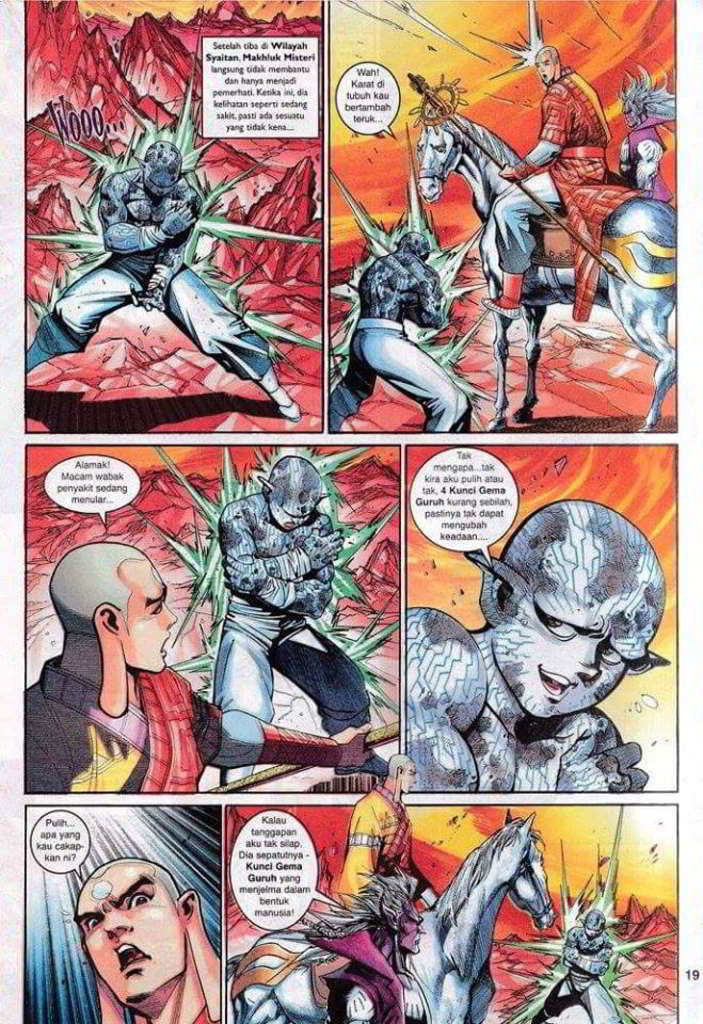 Setelah tiba di Wilayah
Syaitan, Makhluk Misteri
langsung tidak membantu
dan hanya menjadi
pemerhati. Ketika ini, dia
kelihatan seperti sedang
sakit, pasti ada sesuatu
yang tidak kena....
WOOO...
Wah!
Karat di
tubuh kau
bertambah
teruk...
Alamak!
Macam wabak
penyakit sedang
menular...
Tak
mengapa...tak
kira aku pulih atau
tak, 4 Kunci Gema
Guruh kurang sebilah,
pastinya tak dapat
mengubah
keadaan....
Pulih...
apa yang
kau cakap-
kan ni?
Kalau
tanggapan
aku tak silap.
Dia sepatutnya -
Kunci Gema
Guruh yang
menjelma dalam
bentuk
manusia!
19